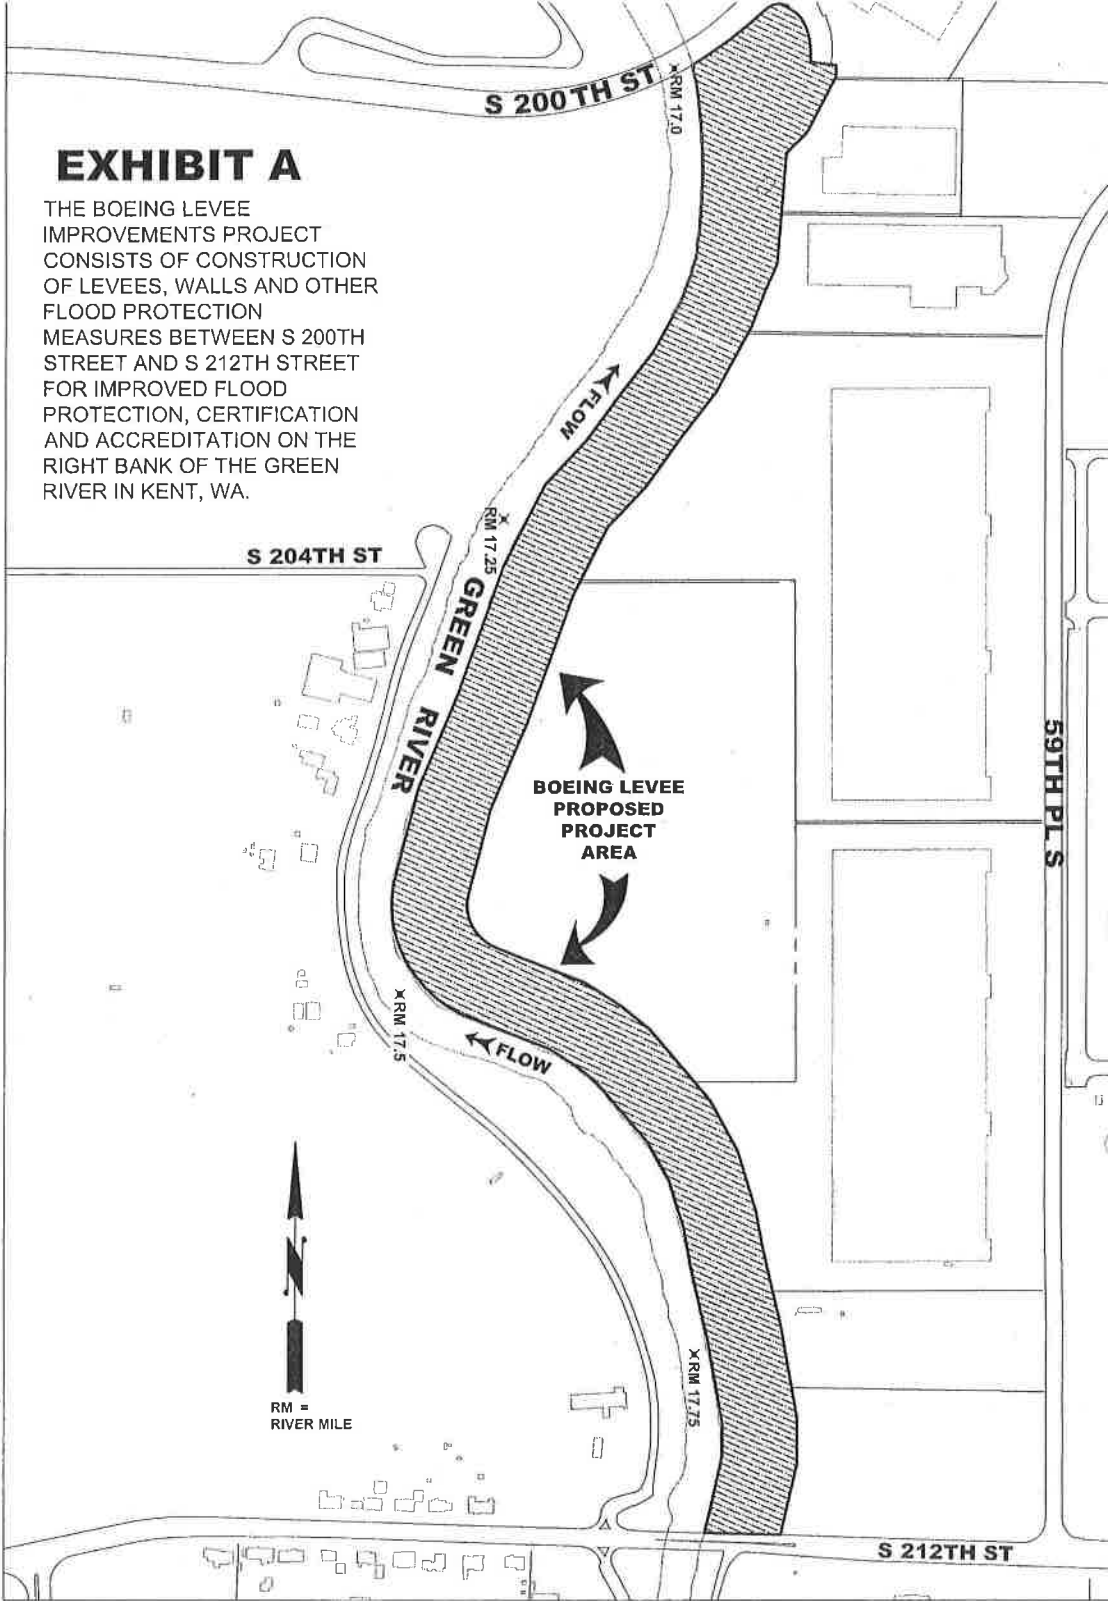 S 200TH ST
RM 17.0
EXHIBIT A
THE BOEING LEVEE
IMPROVEMENTS PROJECT
CONSISTS OF CONSTRUCTION
OF LEVEES, WALLS AND OTHER
FLOOD PROTECTION
MEASURES BETWEEN S 200TH
STREET AND S 212TH STREET
FOR IMPROVED FLOOD
PROTECTION, CERTIFICATION
AND ACCREDITATION ON THE
RIGHT BANK OF THE GREEN
RIVER IN KENT, WA.
FLOW
RM 17.25
S 204TH ST
GREEN RIVER
BOEING LEVEE
PROPOSED
PROJECT
AREA
59TH PL S
RM 17.5
FLOW
N
RM =
RIVER MILE
RM 17.75
S 212TH ST